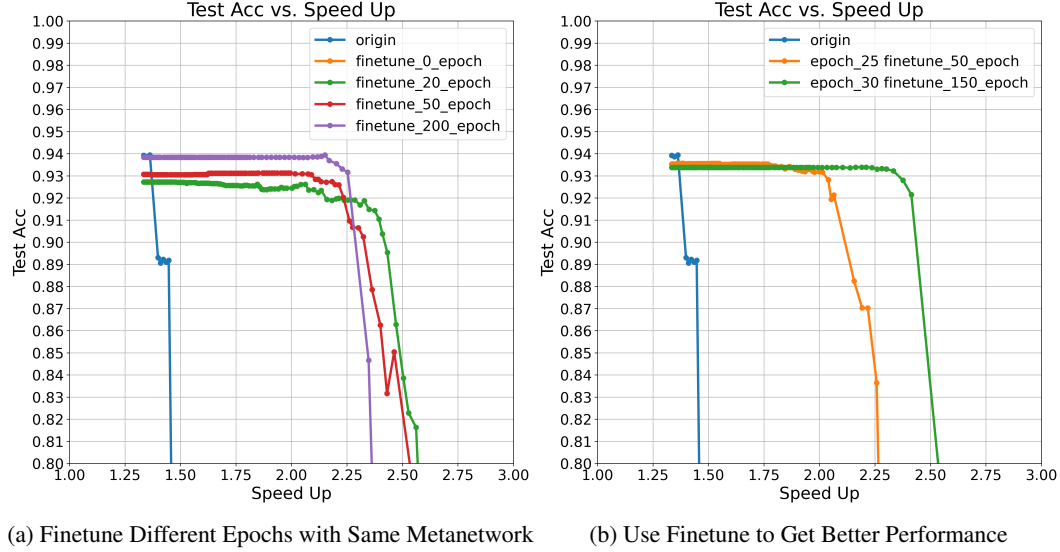 Test Acc vs. Speed Up
1.00
0.99
0.98
0.97
0.96
0.95
0.94
0.93
0.92
0.91
0.90
0.89
0.88
0.87
0.86
0.85
0.84
0.83
0.82
0.81
0.80
Test Acc
origin
finetune_0_epoch
finetune_20_epoch
finetune_50_epoch
finetune_200_epoch
1.00 1.25 1.50 1.75 2.00 2.25 2.50 2.75 3.00
Speed Up
(a) Finetune Different Epochs with Same Metanetwork
Test Acc vs. Speed Up
1.00
0.99
0.98
0.97
0.96
0.95
0.94
0.93
0.92
0.91
0.90
0.89
0.88
0.87
0.86
0.85
0.84
0.83
0.82
0.81
0.80
Test Acc
origin
epoch_25 finetune_50_epoch
epoch_30 finetune_150_epoch
1.00 1.25 1.50 1.75 2.00 2.25 2.50 2.75 3.00
Speed Up
(b) Use Finetune to Get Better Performance